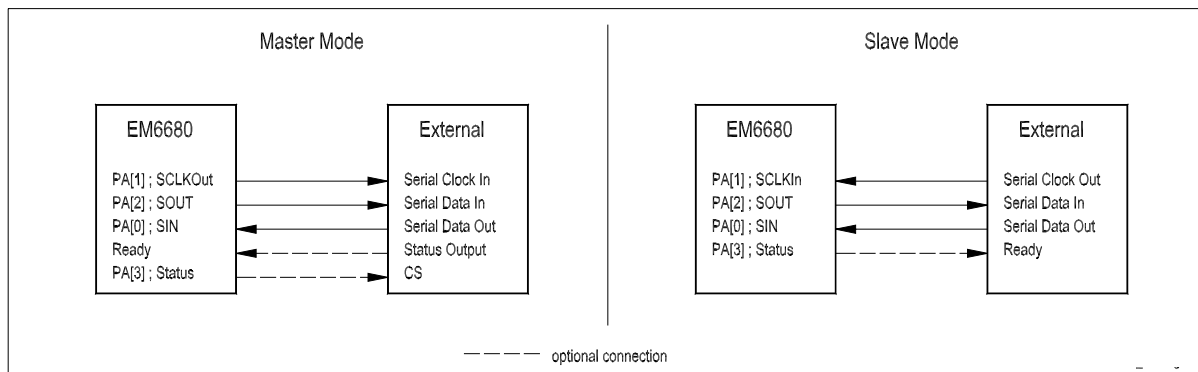 Master Mode
EM6680
External
PA[1] ; SCLKOut
Serial Clock In
PA[2] ; SOUT
Serial Data In
PA[0] ; SIN
Serial Data Out
Ready
Status Output
PA[3] ; Status
CS
Slave Mode
EM6680
External
PA[1] ; SCLKIn
Serial Clock Out
PA[2] ; SOUT
Serial Data In
PA[0] ; SIN
Serial Data Out
PA[3] ; Status
Ready
optional connection